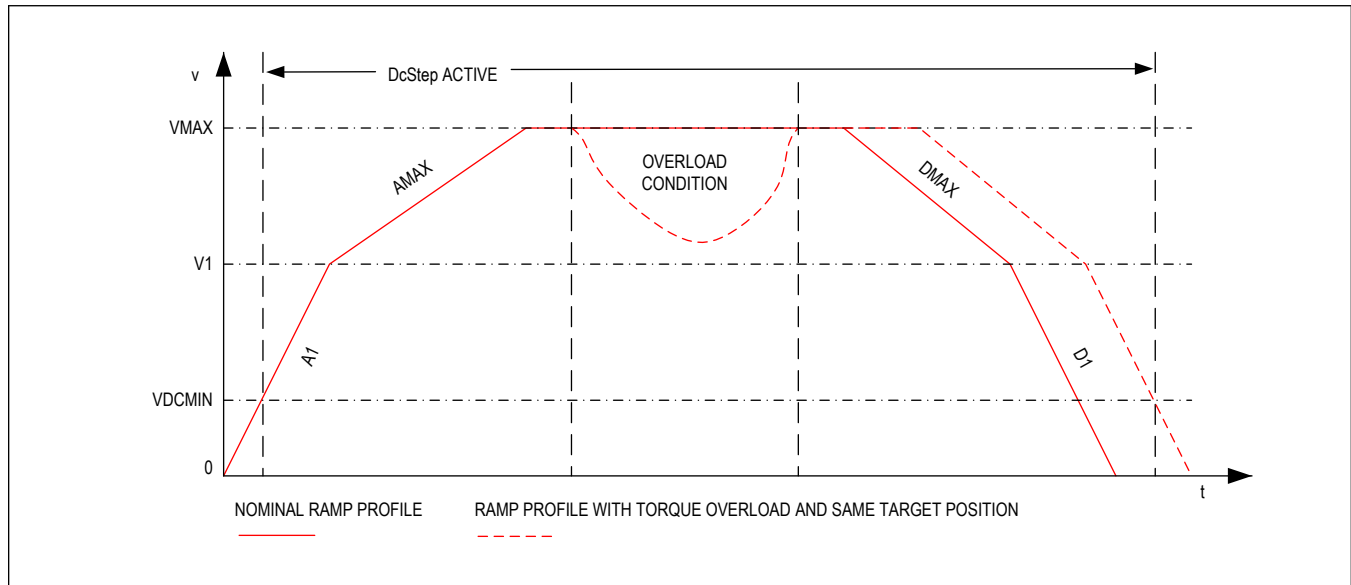 v
DcStep ACTIVE
VMAX
OVERLOAD
CONDITION
AMAX
DMAX
V1
A1
D1
VDCMIN
0
t
NOMINAL RAMP PROFILE
RAMP PROFILE WITH TORQUE OVERLOAD AND SAME TARGET POSITION